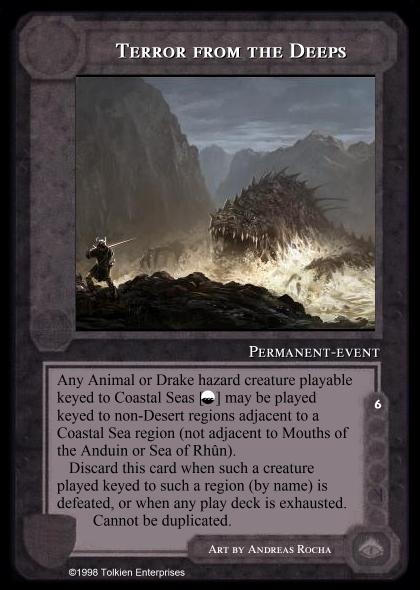 Terror from the Deeps
Permanent-event
Any Animal or Drake hazard creature playable
keyed to Coastal Seas [ ] may be played
keyed to non-Desert regions adjacent to a
Coastal Sea region (not adjacent to Mouths of
the Anduin or Sea of Rhûn).
Discard this card when such a creature
played keyed to such a region (by name) is
defeated, or when any play deck is exhausted.
Cannot be duplicated.
6
Art by Andreas Rocha
©1998 Tolkien Enterprises